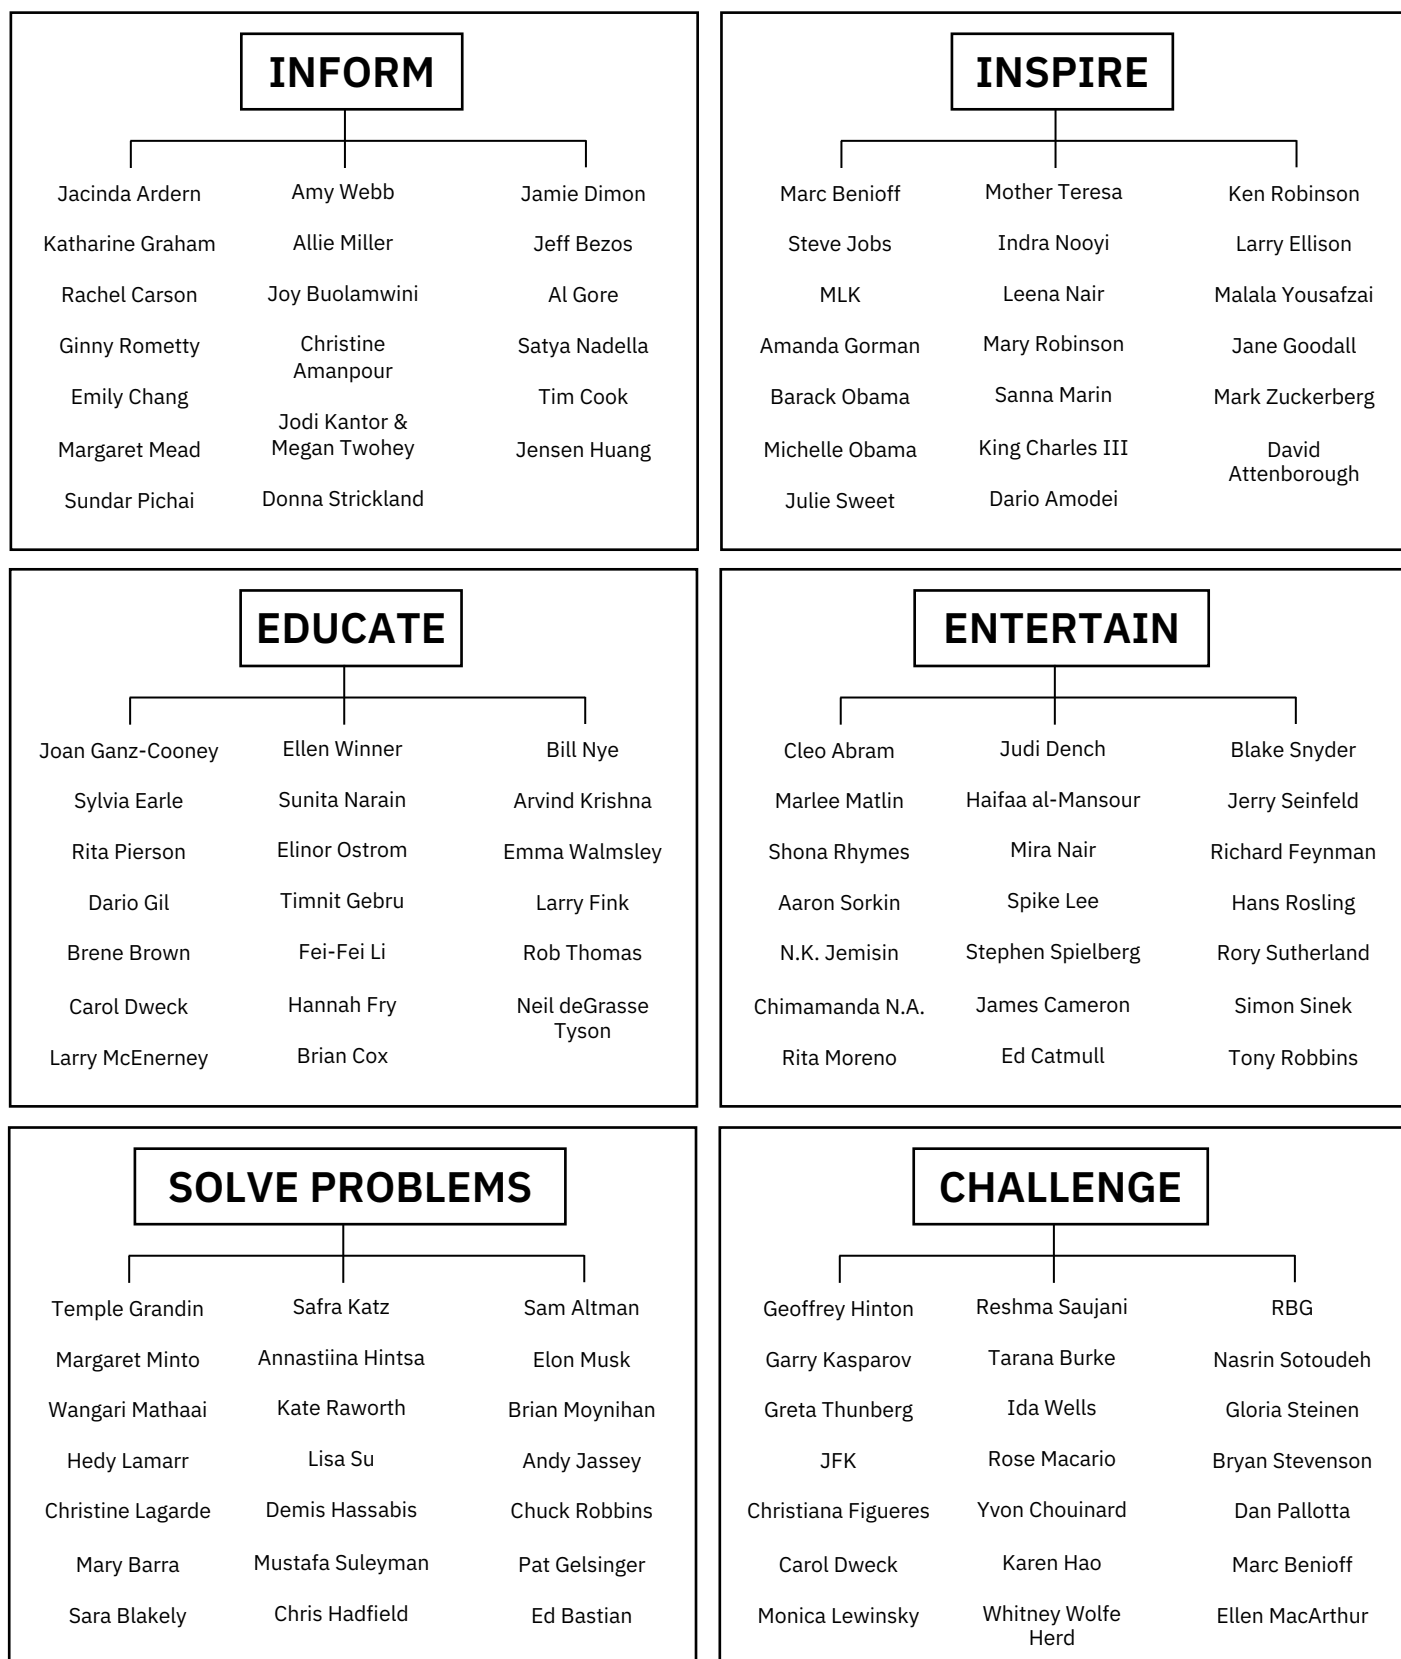 INFORM
Jacinda Ardern
Katharine Graham
Rachel Carson
Ginny Rometty
Emily Chang
Margaret Mead
Sundar Pichai
Amy Webb
Allie Miller
Joy Buolamwini
Christine
Amanpour
Jodi Kantor &
Megan Twohey
Donna Strickland
Jamie Dimon
Jeff Bezos
Al Gore
Satya Nadella
Tim Cook
Jensen Huang
INSPIRE
Marc Benioff
Steve Jobs
MLK
Amanda Gorman
Barack Obama
Michelle Obama
Julie Sweet
Mother Teresa
Indra Nooyi
Leena Nair
Mary Robinson
Sanna Marin
King Charles III
Dario Amodei
Ken Robinson
Larry Ellison
Malala Yousafzai
Jane Goodall
Mark Zuckerberg
David
Attenborough
EDUCATE
Joan Ganz-Cooney
Sylvia Earle
Rita Pierson
Dario Gil
Brene Brown
Carol Dweck
Larry McEnerney
Ellen Winner
Sunita Narain
Elinor Ostrom
Timnit Gebru
Fei-Fei Li
Hannah Fry
Brian Cox
Bill Nye
Arvind Krishna
Emma Walmsley
Larry Fink
Rob Thomas
Neil deGrasse
Tyson
ENTERTAIN
Cleo Abram
Marlee Matlin
Shona Rhymes
Aaron Sorkin
N.K. Jemisin
Chimamanda N.A.
Rita Moreno
Judi Dench
Haifaa al-Mansour
Mira Nair
Spike Lee
Stephen Spielberg
James Cameron
Ed Catmull
Blake Snyder
Jerry Seinfeld
Richard Feynman
Hans Rosling
Rory Sutherland
Simon Sinek
Tony Robbins
SOLVE PROBLEMS
Temple Grandin
Margaret Minto
Wangari Mathaai
Hedy Lamarr
Christine Lagarde
Mary Barra
Sara Blakely
Safra Katz
Annastiina Hintsa
Kate Raworth
Lisa Su
Demis Hassabis
Mustafa Suleyman
Chris Hadfield
Sam Altman
Elon Musk
Brian Moynihan
Andy Jassey
Chuck Robbins
Pat Gelsinger
Ed Bastian
CHALLENGE
Geoffrey Hinton
Garry Kasparov
Greta Thunberg
JFK
Christiana Figueres
Carol Dweck
Monica Lewinsky
Reshma Saujani
Tarana Burke
Ida Wells
Rose Macario
Yvon Chouinard
Karen Hao
Whitney Wolfe
Herd
RBG
Nasrin Sotoudeh
Gloria Steinen
Bryan Stevenson
Dan Pallotta
Marc Benioff
Ellen MacArthur